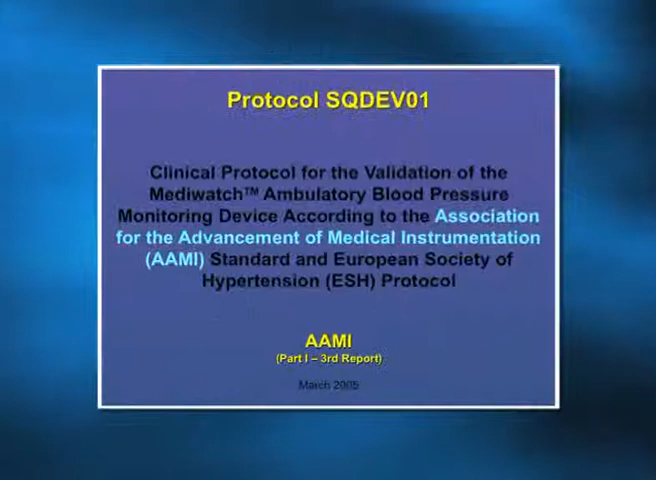 Protocol SQDEV01
Clinical Protocol for the Validation of the
Mediwatch™ Ambulatory Blood Pressure
Monitoring Device According to the Association
for the Advancement of Medical Instrumentation
(AAMI) Standard and European Society of
Hypertension (ESH) Protocol
AAMI
(Part I – 3rd Report)
March 2005